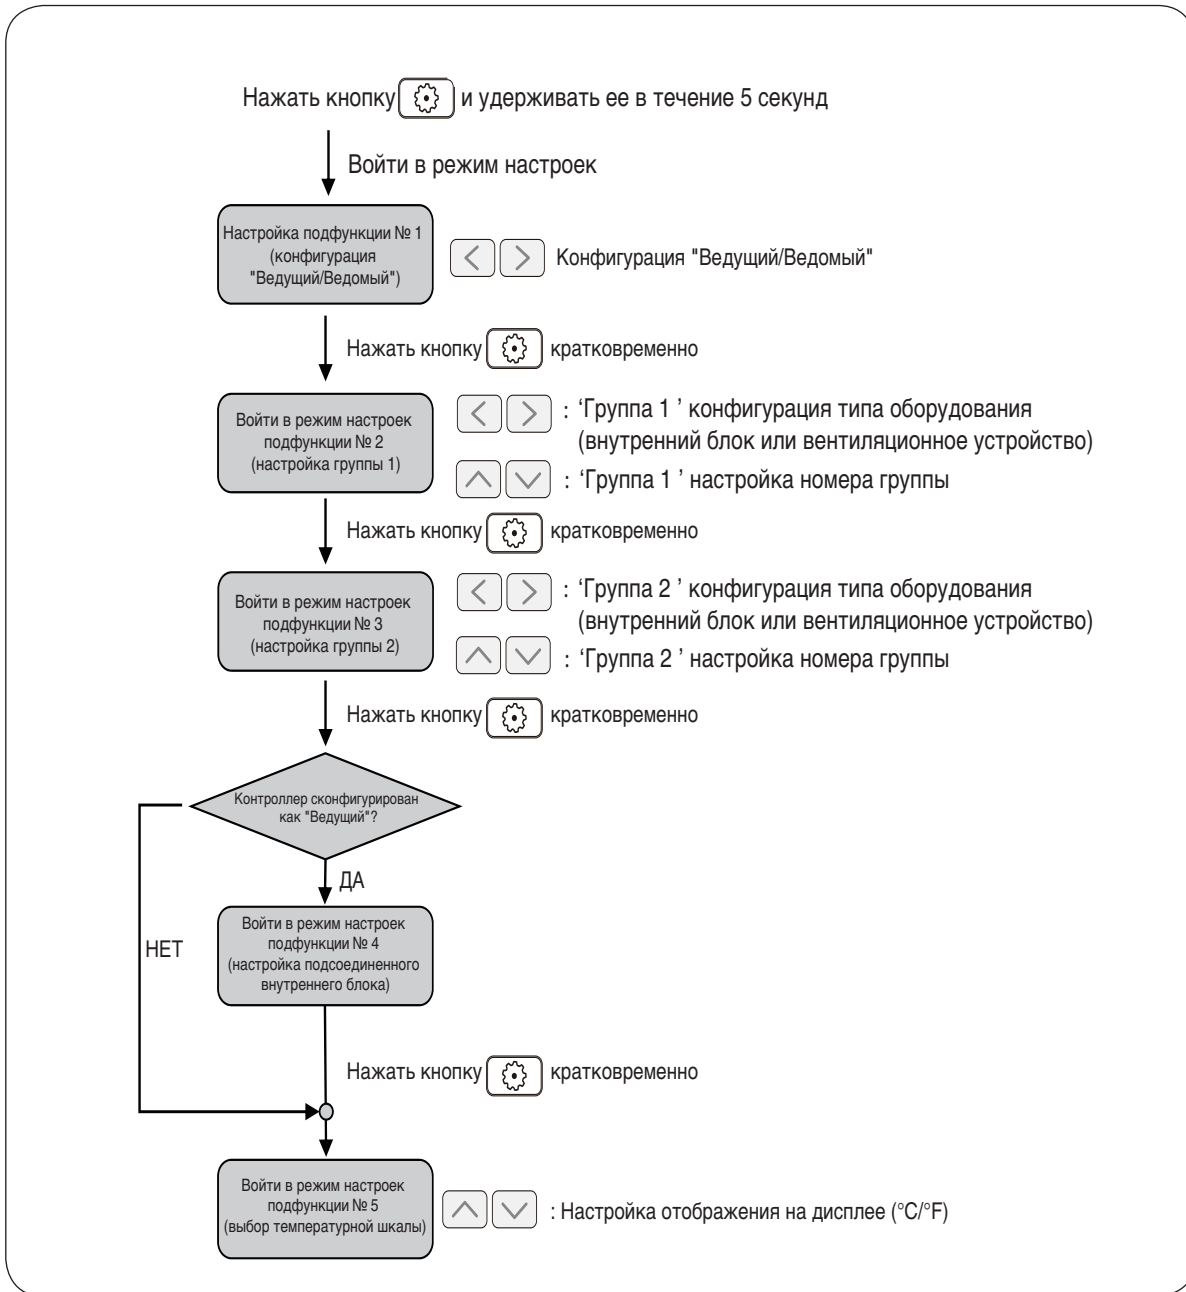 Нажать кнопку и удерживать ее в течение 5 секунд
Войти в режим настроек
Настройка подфункции № 1
(конфигурация
"Ведущий/Ведомый")
Конфигурация "Ведущий/Ведомый"
Нажать кнопку кратковременно
Войти в режим настроек
подфункции № 2
(настройка группы 1)
: ‘Группа 1 ’ конфигурация типа оборудования
(внутренний блок или вентиляционное устройство)
: ‘Группа 1 ’ настройка номера группы
Нажать кнопку кратковременно
Войти в режим настроек
подфункции № 3
(настройка группы 2)
: ‘Группа 2 ’ конфигурация типа оборудования
(внутренний блок или вентиляционное устройство)
: ‘Группа 2 ’ настройка номера группы
Нажать кнопку кратковременно
Контроллер сконфигурирован
как "Ведущий"?
ДА
НЕТ
Войти в режим настроек
подфункции № 4
(настройка подсоединенного
внутреннего блока)
Нажать кнопку кратковременно
Войти в режим настроек
подфункции № 5
(выбор температурной шкалы)
: Настройка отображения на дисплее (°C/°F)